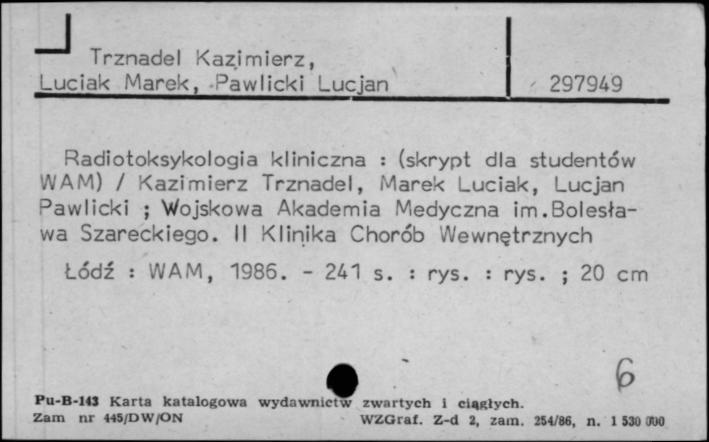 Trznadel Kazimierz,
Luciak Marek, Pawlicki Lucjan 297949
Radiotoksykologia kliniczna : (skrypt dla studentów
WAM) / Kazimierz Trznadel, Marek Luciak, Lucjan
Pawlicki ; Wojskowa Akademia Medyczna im.Bolesła-
wa Szareckiego. II Klinika Chorób Wewnętrznych
Łódź : WAM, 1986. - 241 s. : rys. : rys. ; 20 cm
6
Pu-B-143 Karta katalogowa wydawnictw zwartych i ciągłych.
Zam nr 445/DW/ON WZGraf. Z-d 2, zam. 254/86, n. 1 530 000